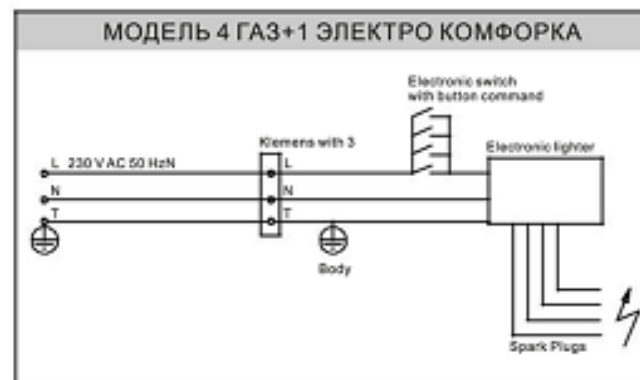 МОДЕЛЬ 4 ГАЗ+1 ЭЛЕКТРО КОМФОРКА
Electronic switch
with button command
Klemens with 3
Electronic lighter
L 230 V AC 50 HzN
L
N
N
T
T
Body
Spark Plugs